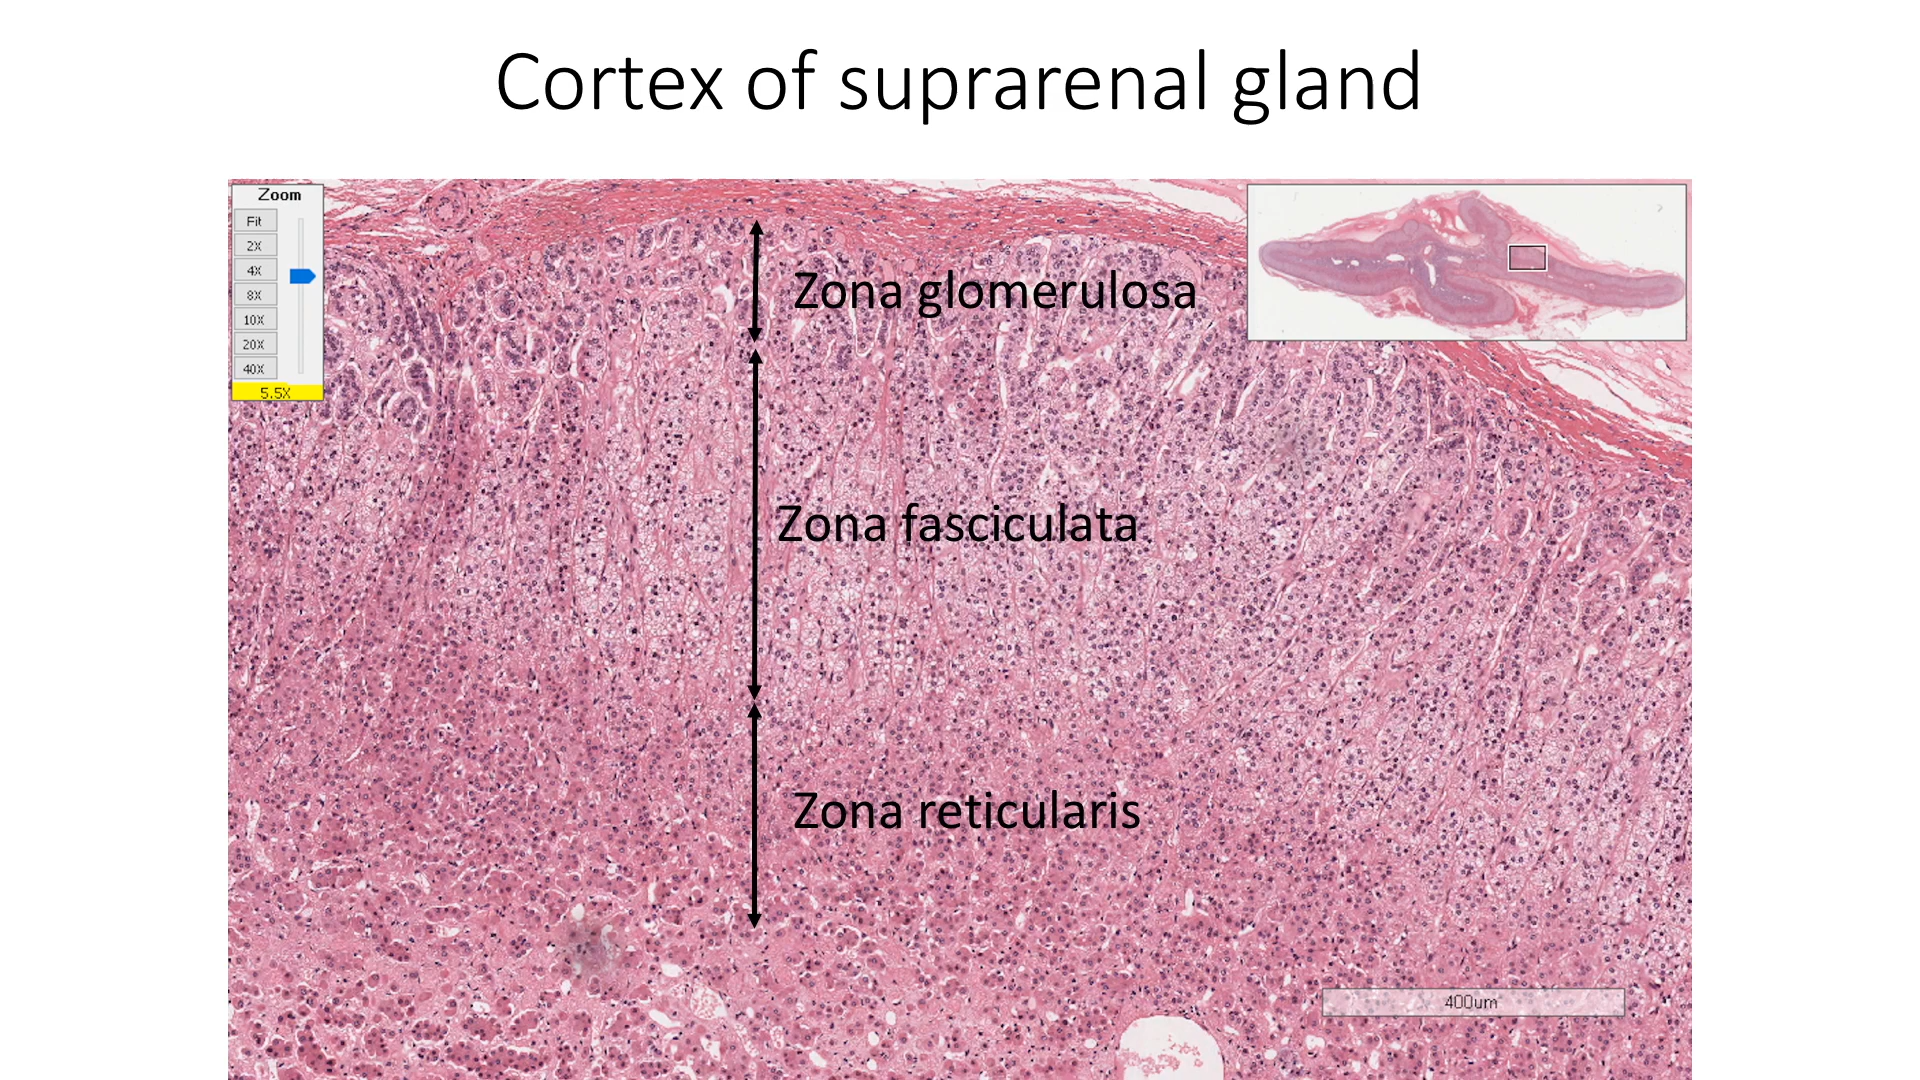 Cortex of suprarenal gland
Zoom
Fit
2X
4X
8X
10X
20X
40X
5.5X
Zona glomerulosa
Zona fasciculata
Zona reticularis
400um